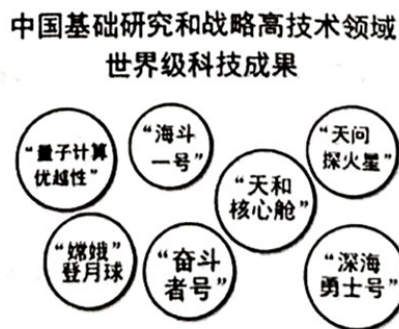 中国基础研究和战略高技术领域
世界级科技成果
“量子计算
优越性”
“海斗
一号”
“天和
核心舱”
“天问
探火星”
“嫦娥”
登月球
“奋斗
者号”
“深海
勇士号”